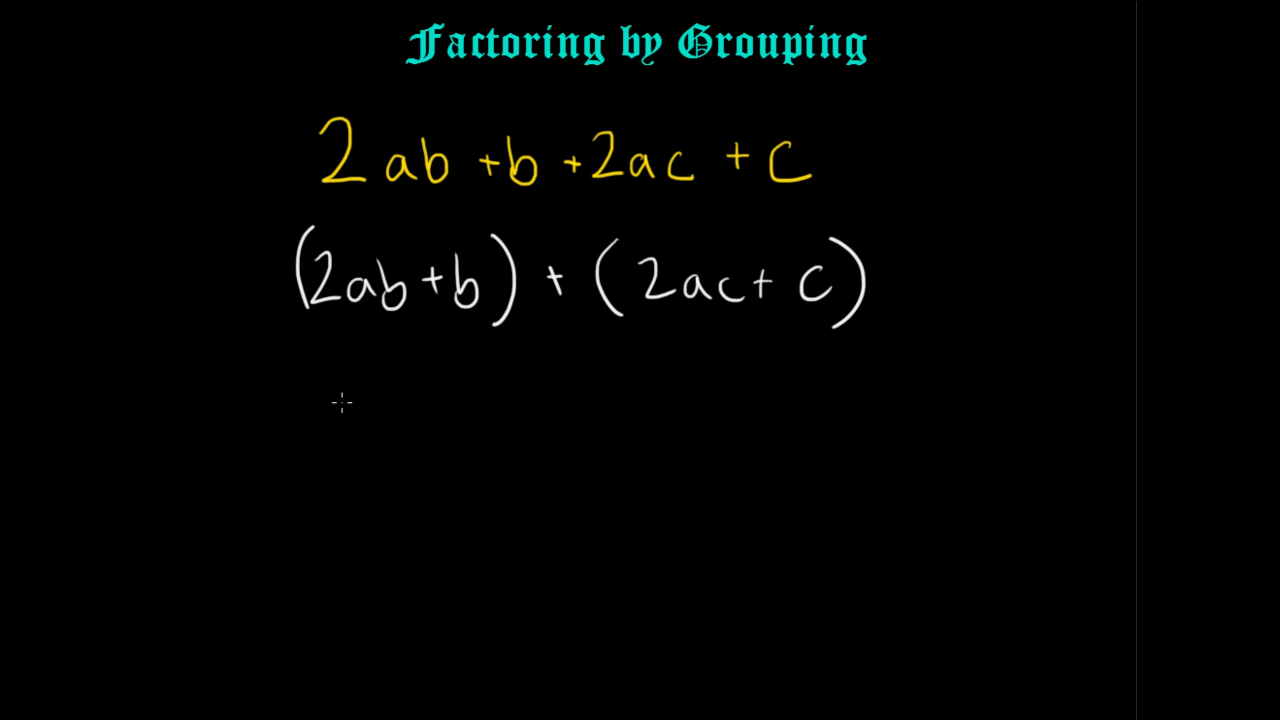 Factoring by Grouping
2ab + b + 2ac + c
(2ab + b) + (2ac + c)